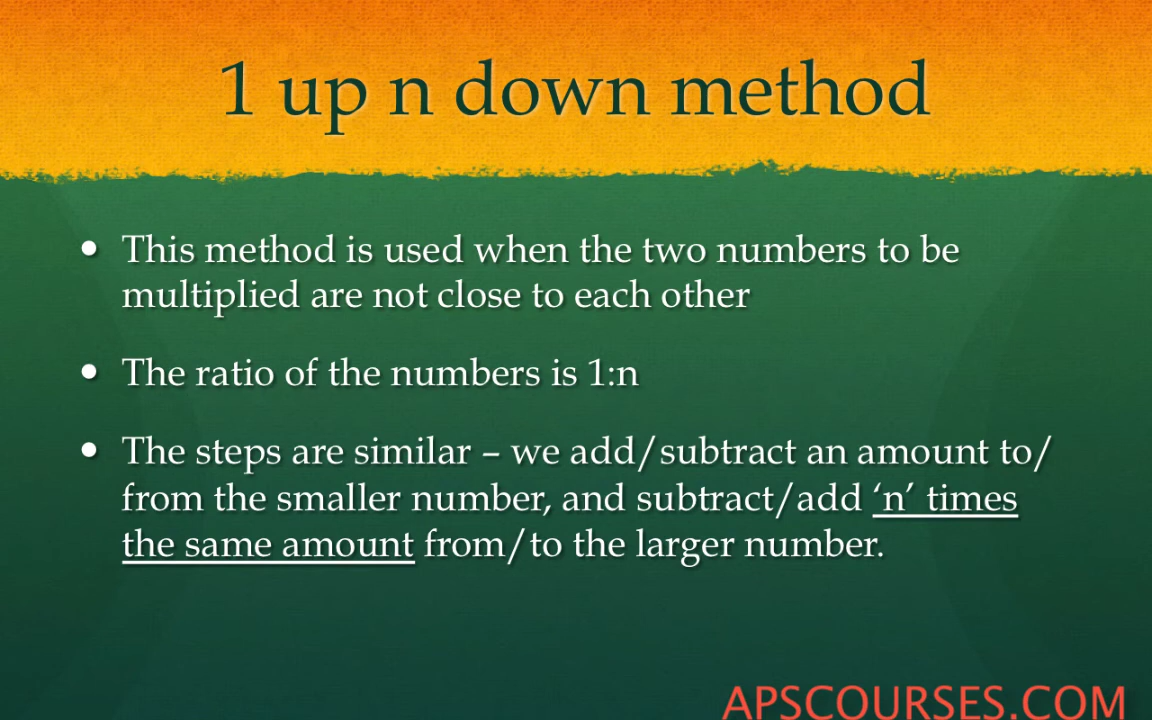 1 up n down method
• This method is used when the two numbers to be
multiplied are not close to each other
• The ratio of the numbers is 1:n
• The steps are similar – we add/subtract an amount to/
from the smaller number, and subtract/add ‘n’ times
the same amount from/to the larger number.
APSCOURSES.COM